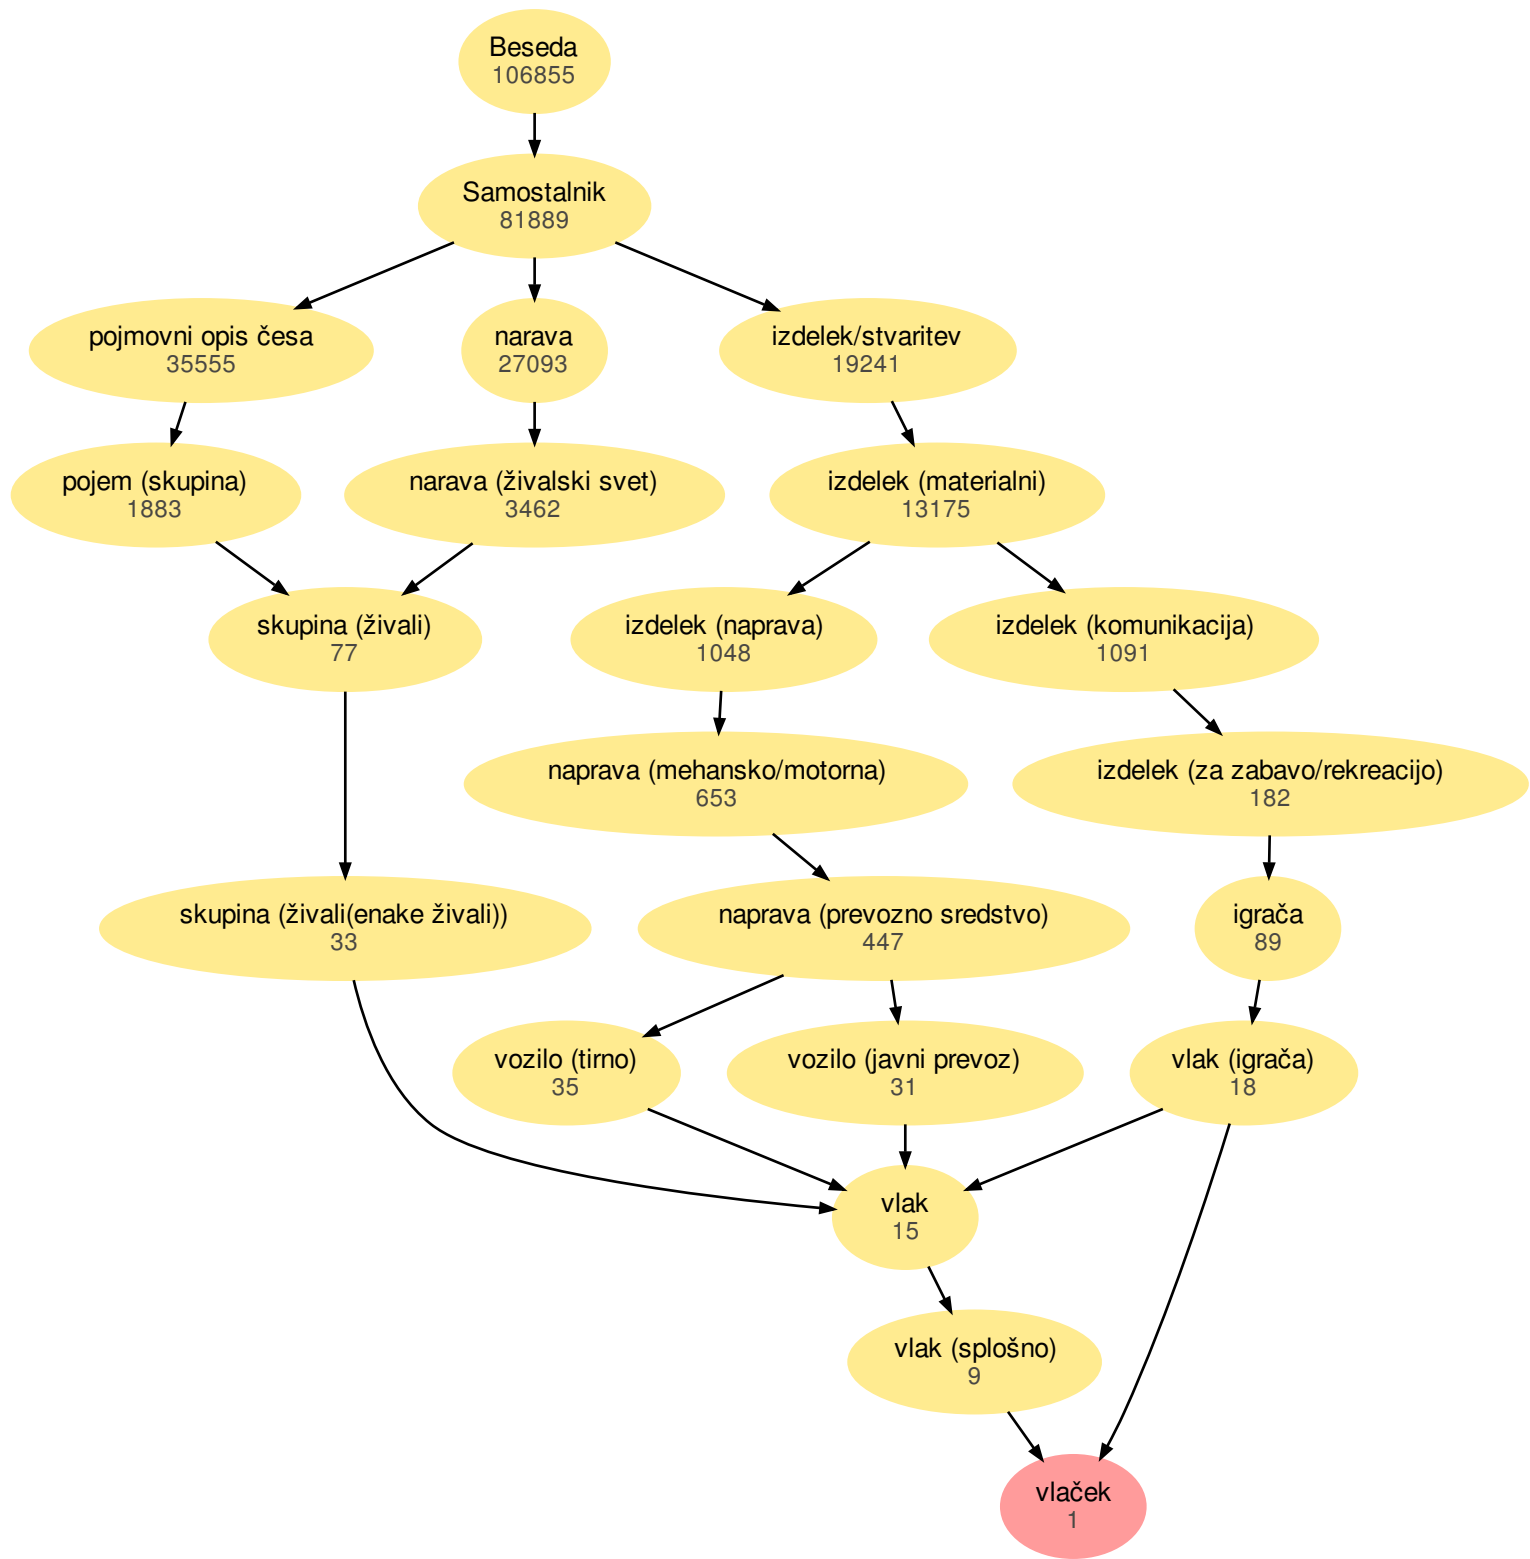 Beseda
106855
Samostalnik
81889
pojmovni opis česa
35555
narava
27093
izdelek/stvaritev
19241
pojem (skupina)
1883
narava (živalski svet)
3462
izdelek (materialni)
13175
skupina (živali)
77
izdelek (naprava)
1048
izdelek (komunikacija)
1091
naprava (mehansko/motorna)
653
izdelek (za zabavo/rekreacijo)
182
skupina (živali(enake živali))
33
naprava (prevozno sredstvo)
447
igrača
89
vozilo (tirno)
35
vozilo (javni prevoz)
31
vlak (igrača)
18
vlak
15
vlak (splošno)
9
vlaček
1